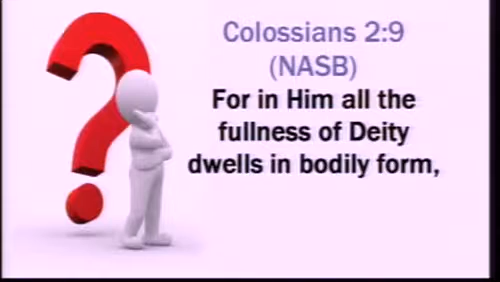 Colossians 2:9
(NASB)
For in Him all the
fullness of Deity
dwells in bodily form,